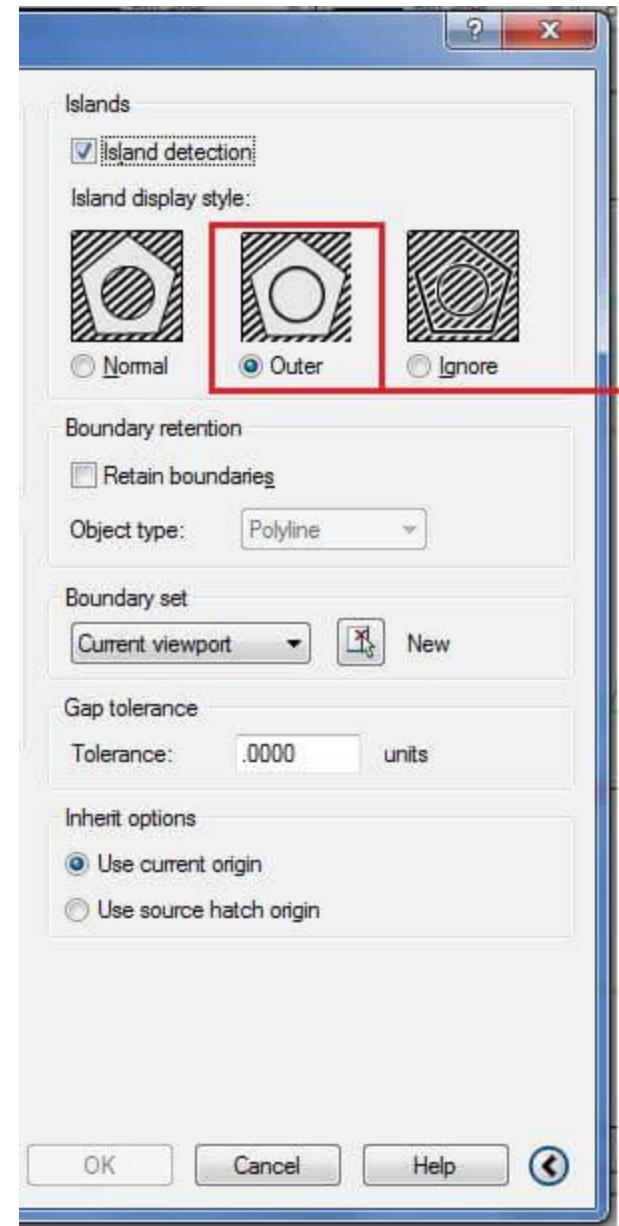 ?
Islands
Island detection
Island display style:
Normal
Outer
Ignore
Boundary retention
Retain boundaries
Object type:
Polyline
Boundary set
Current viewport
New
Gap tolerance
Tolerance:
.0000
units
Inherit options
Use current origin
Use source hatch origin
OK
Cancel
Help